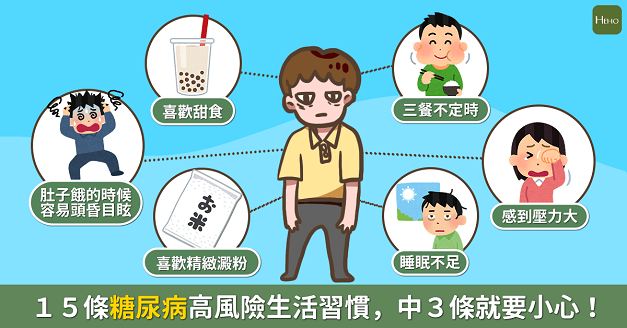 HEHO
喜歡甜食
三餐不定時
肚子餓的時候
容易頭昏目眩
お米
感到壓力大
喜歡精緻澱粉
睡眠不足
15條糖尿病高風險生活習慣，中3條就要小心！